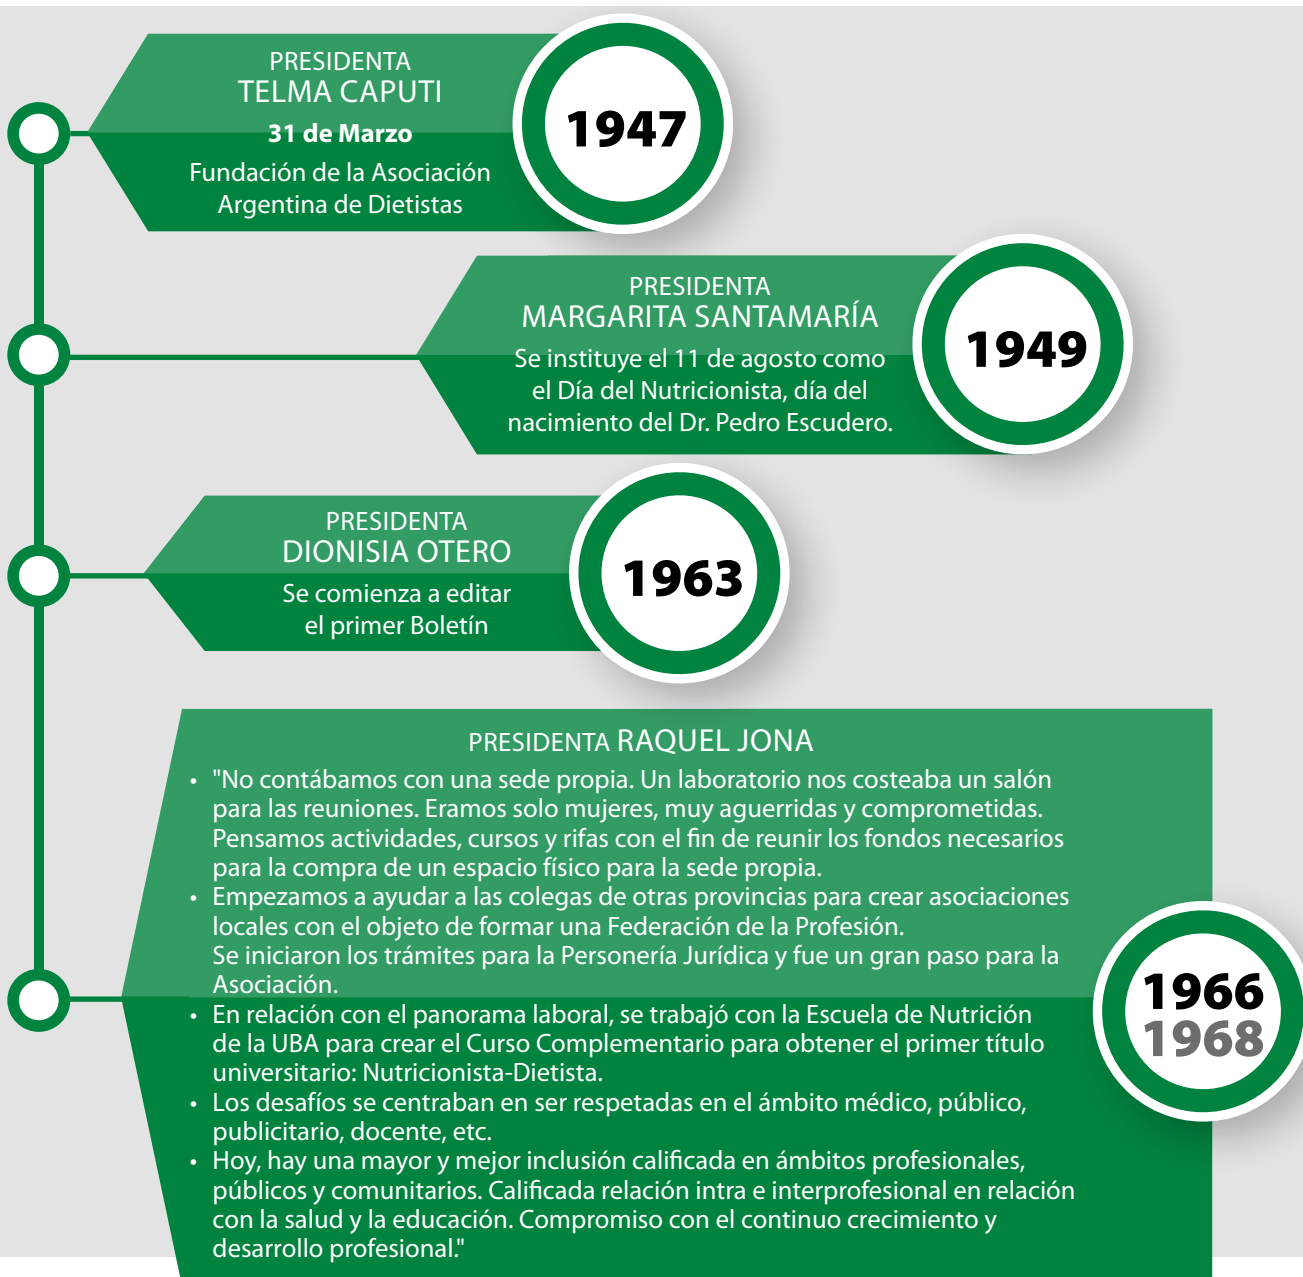 PRESIDENTA
TELMA CAPUTI
31 de Marzo
Fundación de la Asociación
Argentina de Dietistas
1947
PRESIDENTA
MARGARITA SANTAMARÍA
Se instituye el 11 de agosto como
el Día del Nutricionista, día del
nacimiento del Dr. Pedro Escudero.
1949
PRESIDENTA
DIONISIA OTERO
Se comienza a editar
el primer Boletín
1963
PRESIDENTA RAQUEL JONA
• "No contábamos con una sede propia. Un laboratorio nos costeaba un salón
para las reuniones. Eramos solo mujeres, muy aguerridas y comprometidas.
Pensamos actividades, cursos y rifas con el fin de reunir los fondos necesarios
para la compra de un espacio físico para la sede propia.
• Empezamos a ayudar a las colegas de otras provincias para crear asociaciones
locales con el objeto de formar una Federación de la Profesión.
Se iniciaron los trámites para la Personería Jurídica y fue un gran paso para la
Asociación.
• En relación con el panorama laboral, se trabajó con la Escuela de Nutrición
de la UBA para crear el Curso Complementario para obtener el primer título
universitario: Nutricionista-Dietista.
• Los desafíos se centraban en ser respetadas en el ámbito médico, público,
publicitario, docente, etc.
• Hoy, hay una mayor y mejor inclusión calificada en ámbitos profesionales,
públicos y comunitarios. Calificada relación intra e interprofesional en relación
con la salud y la educación. Compromiso con el continuo crecimiento y
desarrollo profesional."
1966
1968